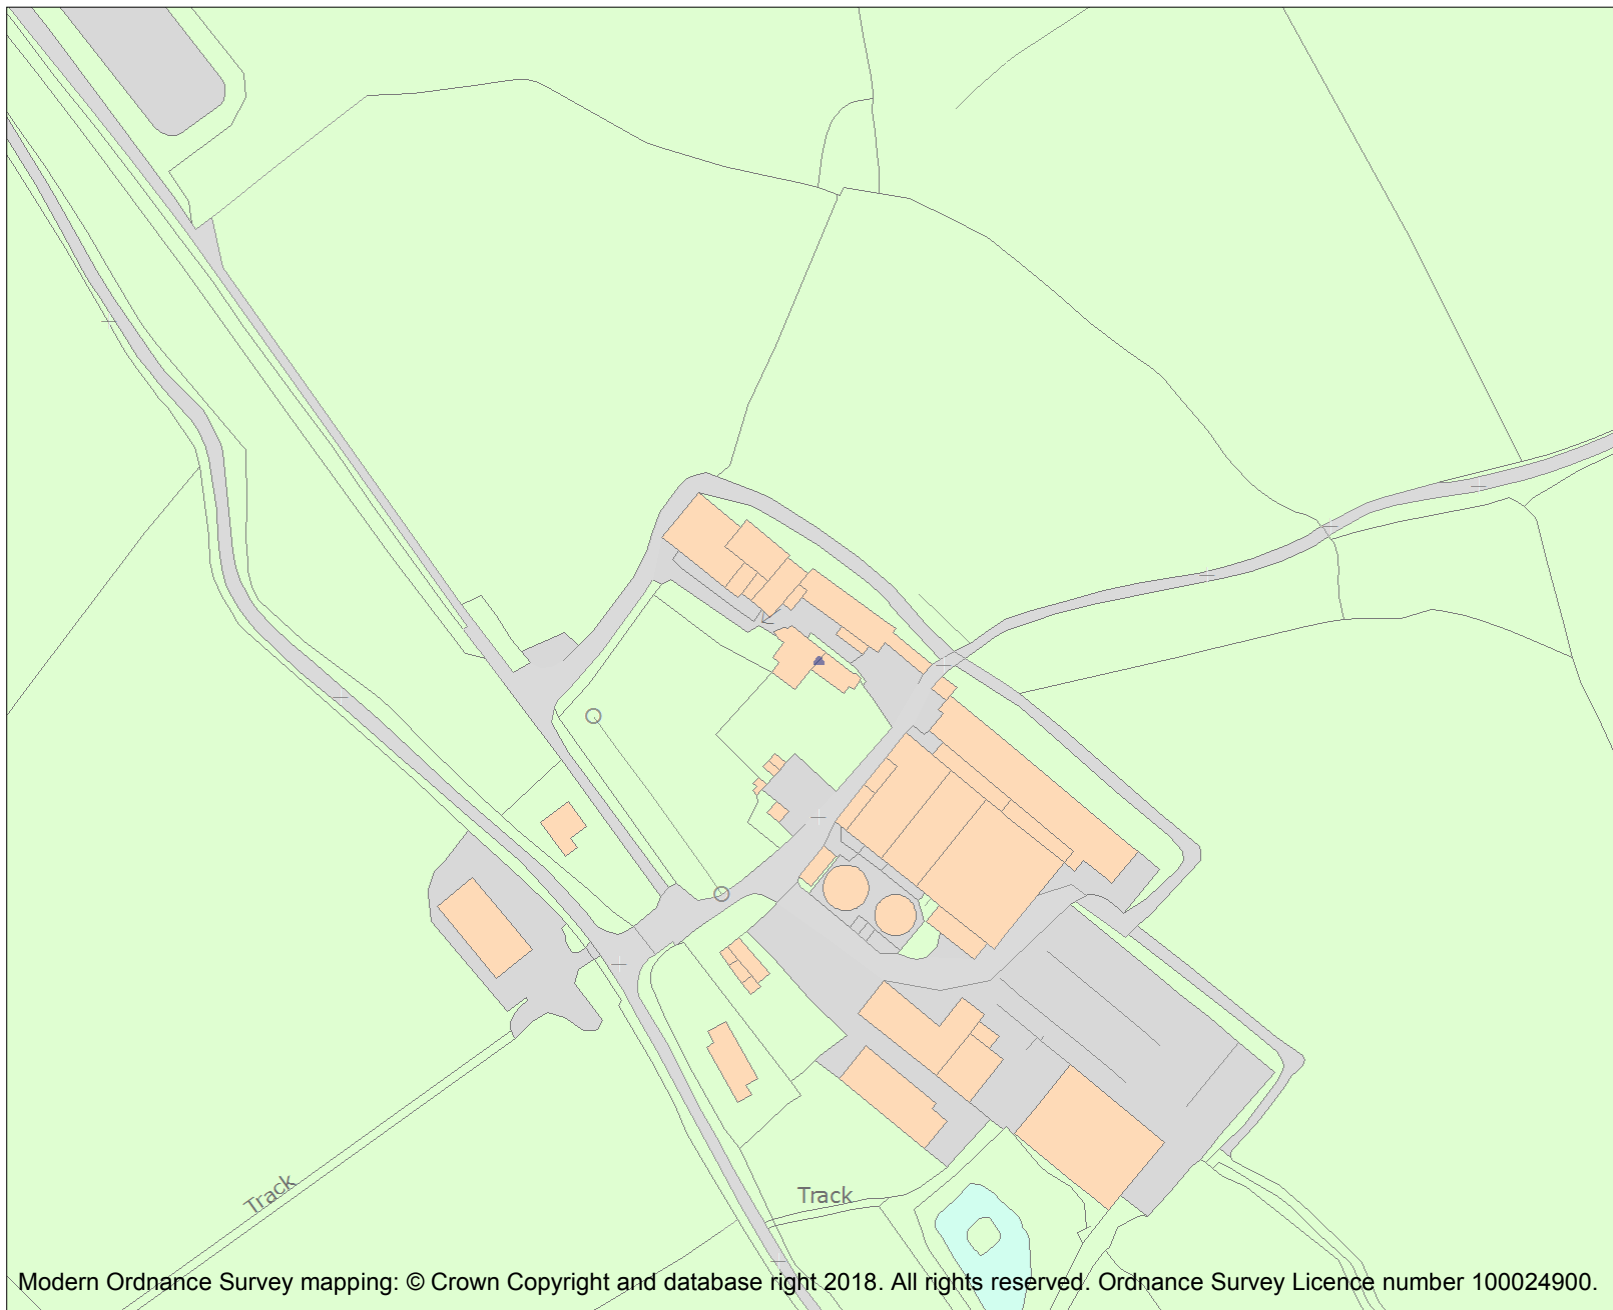 Track
Track
Modern Ordnance Survey mapping: © Crown Copyright and database right 2018. All rights reserved. Ordnance Survey Licence number 100024900.